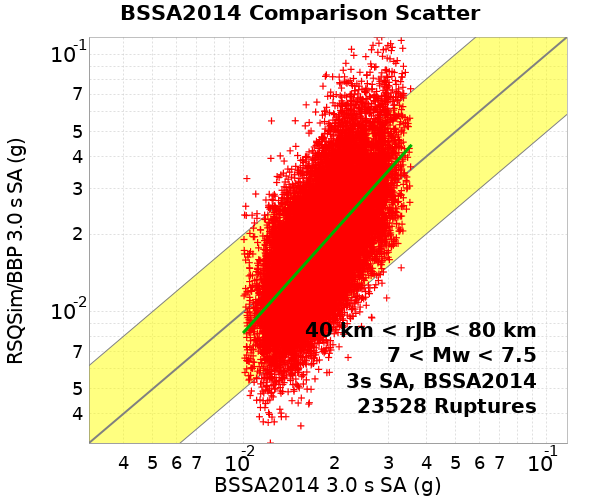 BSSA2014 Comparison Scatter
RSQSim/BBP 3.0 s SA (g)
10^-1
7
5
4
3
2
10^-2
7
5
4
40 km < rJB < 80 km
7 < Mw < 7.5
3s SA, BSSA2014
23528 Ruptures
4 5 6 7 10^-2 2 3 4 5 6 7 10^-1
BSSA2014 3.0 s SA (g)